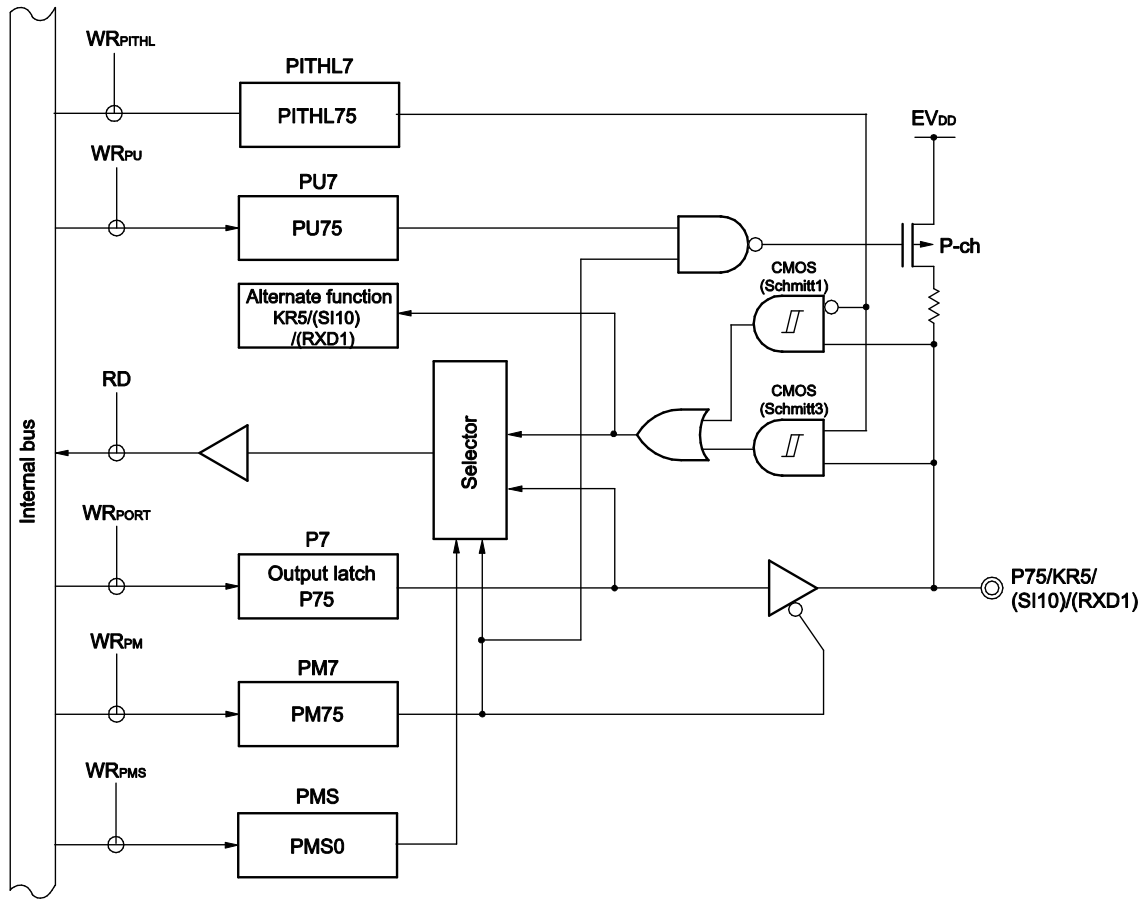 WRPITHL
PITHL7
PITHL75
EVDD
WRPU
PU7
PU75
P-ch
CMOS
(Schmitt1)
Alternate function
KR5/(SI10)
/(RXD1)
RD
Selector
CMOS
(Schmitt3)
Internal bus
WRPORT
P7
Output latch
P75
P75/KR5/
(SI10)/(RXD1)
WRPM
PM7
PM75
WRPMS
PMS
PMS0